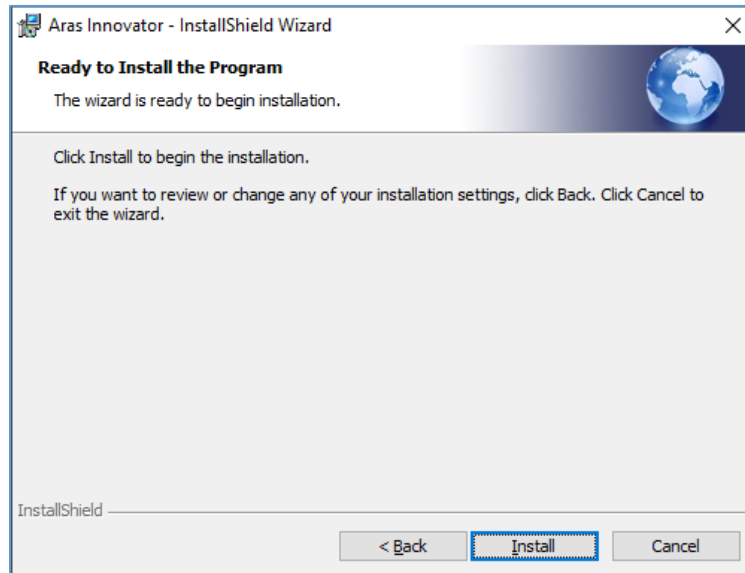 Aras Innovator - InstallShield Wizard
Ready to Install the Program
The wizard is ready to begin installation.
Click Install to begin the installation.
If you want to review or change any of your installation settings, click Back. Click Cancel to
exit the wizard.
InstallShield
< Back
Install
Cancel